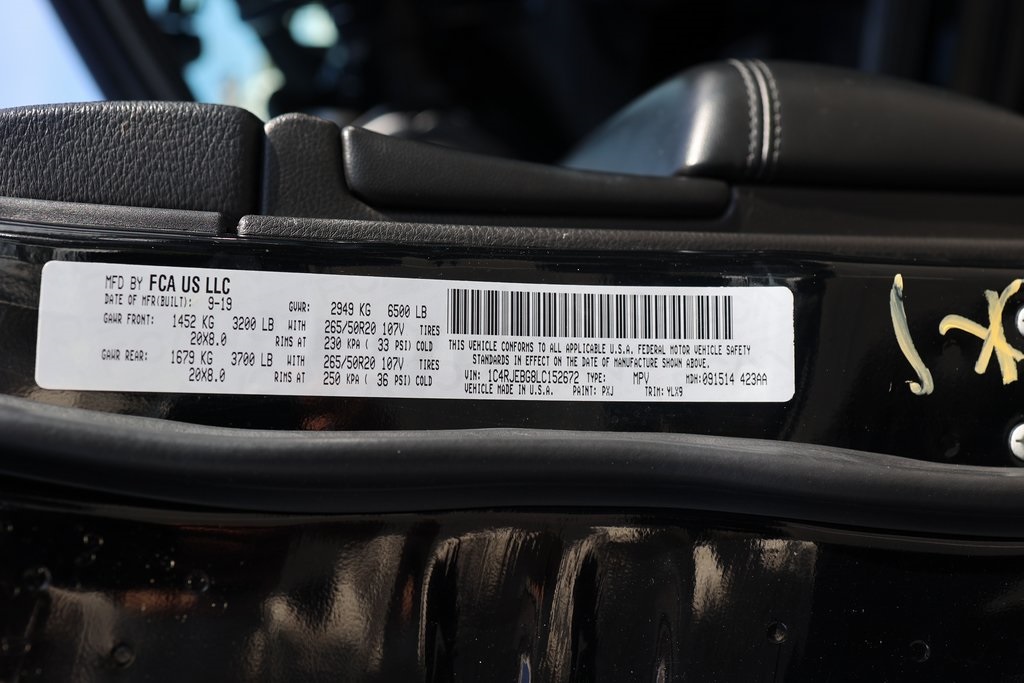 MFD BY FCA US LLC
DATE OF MFR(BUILT): 9-19 GVWR: 2949 KG 6500 LB
GAWR FRONT: 1452 KG 3200 LB WITH 265/50R20 107V TIRES
20X8.0 RIMS AT 230 KPA ( 33 PSI) COLD
GAWR REAR: 1679 KG 3700 LB WITH 265/50R20 107V TIRES
20X8.0 RIMS AT 250 KPA ( 36 PSI) COLD
THIS VEHICLE CONFORMS TO ALL APPLICABLE U.S.A. FEDERAL MOTOR VEHICLE SAFETY
STANDARDS IN EFFECT ON THE DATE OF MANUFACTURE SHOWN ABOVE.
VIN: 1C4RJEBG8LC152672 TYPE: MPV MDH:091514 423AA
VEHICLE MADE IN U.S.A. PAINT: PXJ TRIM: YLX9